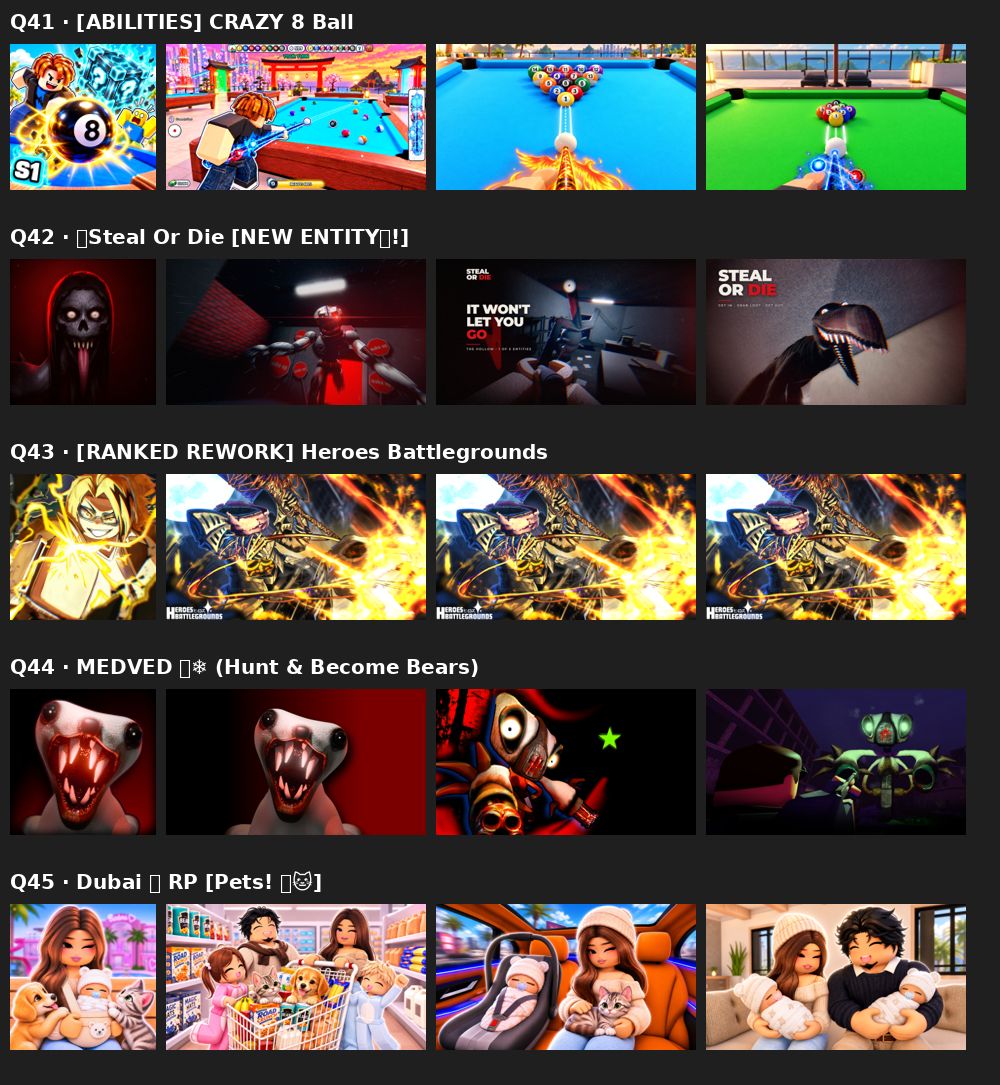 Q41 · [ABILITIES] CRAZY 8 Ball
8
S1
Q42 · Steal Or Die [NEW ENTITY!]
STEAL
OR DIE
IT WON'T
LET YOU
GO
STEAL
OR DIE
Q43 · [RANKED REWORK] Heroes Battlegrounds
HEROES
BATTLEGROUNDS
HEROES
BATTLEGROUNDS
HEROES
BATTLEGROUNDS
Q44 · MEDVED ❄ (Hunt & Become Bears)
Q45 · Dubai RP [Pets! 🐱]